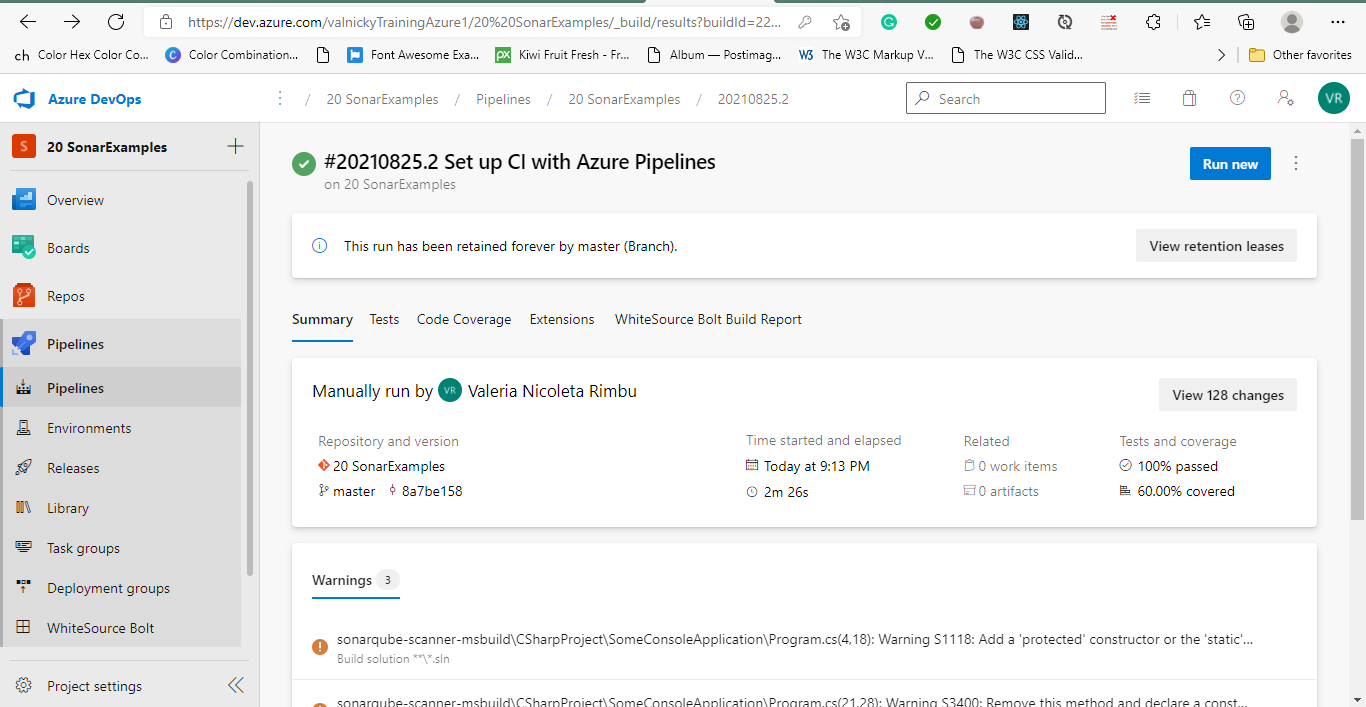 https://dev.azure.com/valnickyTrainingAzure1/20%20SonarExamples/_build/results?buildId=22...
ch Color Hex Color Co...
C Color Combination...
Font Awesome Exa...
px Kiwi Fruit Fresh - Fr...
Album — Postimag...
W3 The W3C Markup V...
The W3C CSS Valid...
Other favorites
Azure DevOps
/ 20 SonarExamples / Pipelines / 20 SonarExamples / 20210825.2
Search
VR
S 20 SonarExamples
Overview
Boards
Repos
Pipelines
Pipelines
Environments
Releases
Library
Task groups
Deployment groups
WhiteSource Bolt
Project settings
#20210825.2 Set up CI with Azure Pipelines
on 20 SonarExamples
Run new
This run has been retained forever by master (Branch).
View retention leases
Summary
Tests
Code Coverage
Extensions
WhiteSource Bolt Build Report
Manually run by VR Valeria Nicoleta Rimbu
View 128 changes
Repository and version
20 SonarExamples
master 8a7be158
Time started and elapsed
Today at 9:13 PM
2m 26s
Related
0 work items
0 artifacts
Tests and coverage
100% passed
60.00% covered
Warnings 3
sonarqube-scanner-msbuild\CSharpProject\SomeConsoleApplication\Program.cs(4,18): Warning S1118: Add a 'protected' constructor or the 'static'...
Build solution **\*.sln
sonarqube-scanner-msbuild\CSharpProject\SomeConsoleApplication\Program.cs(21,28): Warning S3400: Remove this method and declare a const...